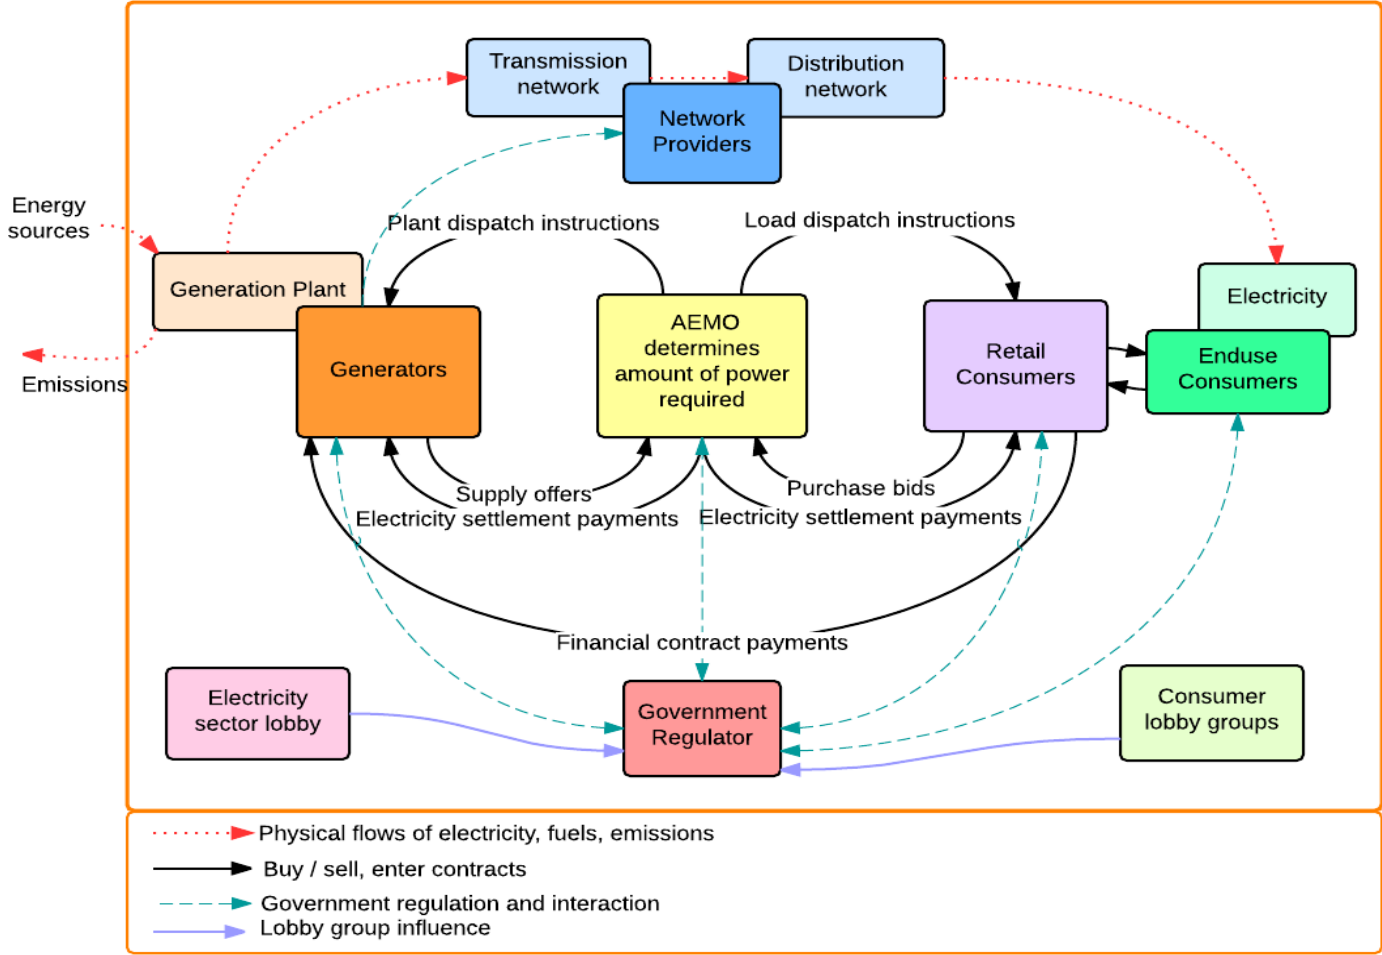 Transmission
network
Distribution
network
Network
Providers
Energy
sources
Plant dispatch instructions
Load dispatch instructions
Generation Plant
Electricity
Emissions
Generators
AEMO
determines
amount of power
required
Retail
Consumers
Enduse
Consumers
Supply offers
Purchase bids
Electricity settlement payments
Electricity settlement payments
Financial contract payments
Electricity
sector lobby
Government
Regulator
Consumer
lobby groups
Physical flows of electricity, fuels, emissions
Buy / sell, enter contracts
Government regulation and interaction
Lobby group influence